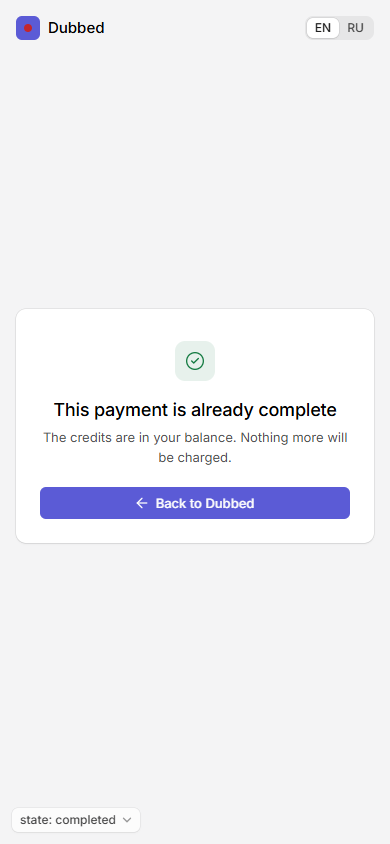 Dubbed
EN RU
This payment is already complete
The credits are in your balance. Nothing more will
be charged.
Back to Dubbed
state: completed